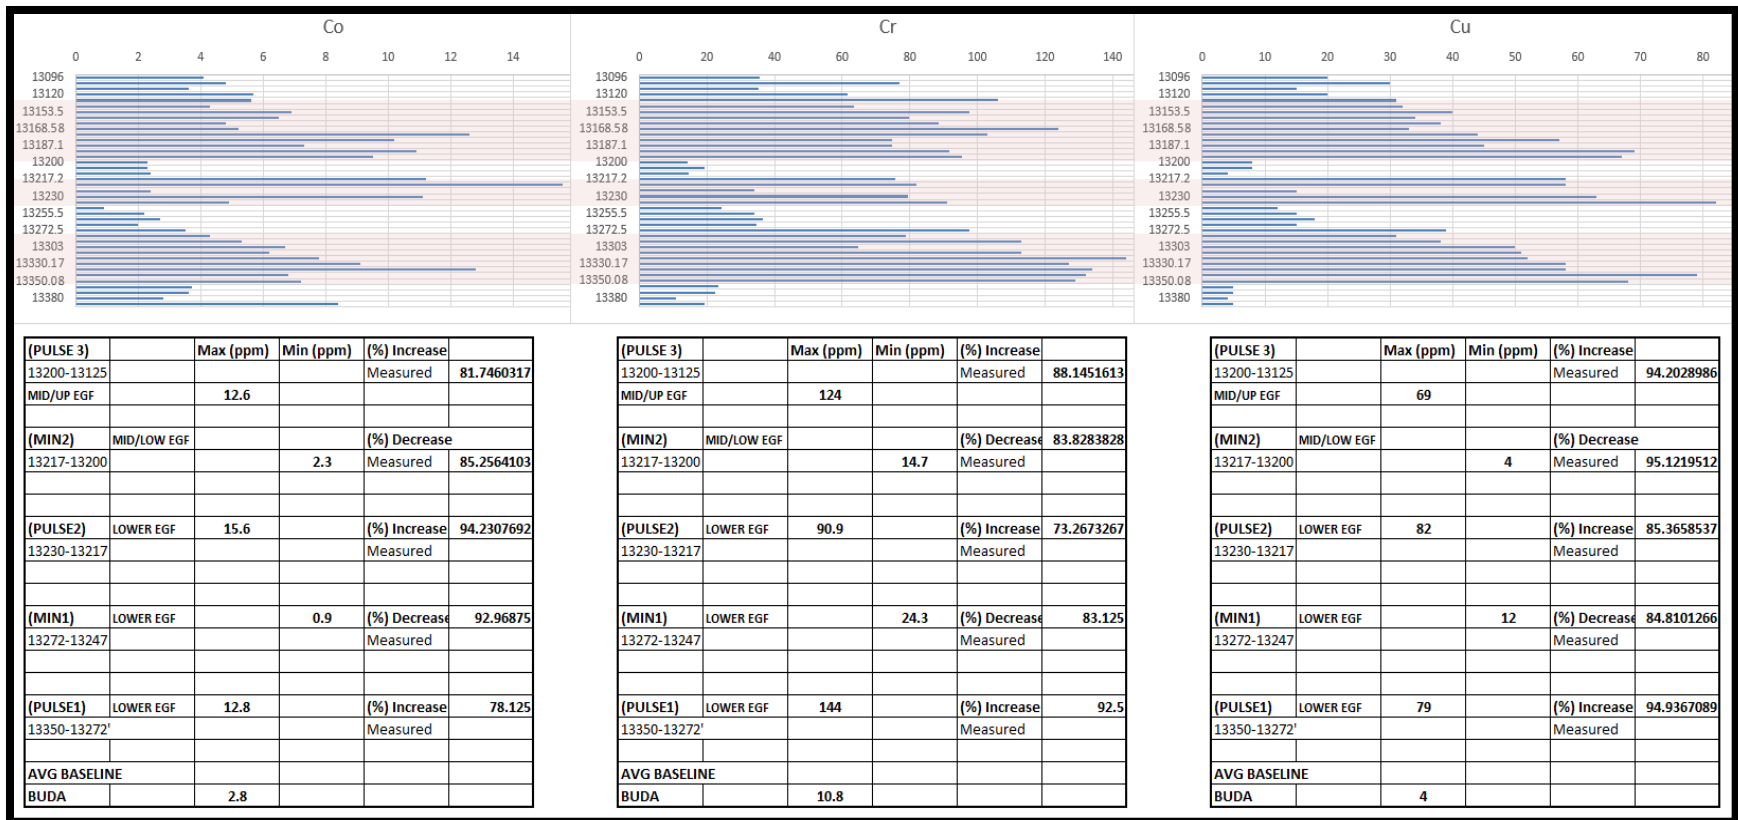 Co
0 2 4 6 8 10 12 14
13096
13120
13153.5
13168.58
13187.1
13200
13217.2
13230
13255.5
13272.5
13303
13330.17
13350.08
13380
Cr
0 20 40 60 80 100 120 140
13096
13120
13153.5
13168.58
13187.1
13200
13217.2
13230
13255.5
13272.5
13303
13330.17
13350.08
13380
Cu
0 10 20 30 40 50 60 70 80
13096
13120
13153.5
13168.58
13187.1
13200
13217.2
13230
13255.5
13272.5
13303
13330.17
13350.08
13380
(PULSE 3) Max (ppm) Min (ppm) (%) Increase
13200-13125 Measured 81.7460317
MID/UP EGF 12.6
(MIN2) MID/LOW EGF (%) Decrease
13217-13200 2.3 Measured 85.2564103
(PULSE2) LOWER EGF 15.6 (%) Increase 94.2307692
13230-13217 Measured
(MIN1) LOWER EGF 0.9 (%) Decrease 92.96875
13272-13247 Measured
(PULSE1) LOWER EGF 12.8 (%) Increase 78.125
13350-13272' Measured
AVG BASELINE
BUDA 2.8
(PULSE 3) Max (ppm) Min (ppm) (%) Increase
13200-13125 Measured 88.1451613
MID/UP EGF 124
(MIN2) MID/LOW EGF (%) Decrease 83.8283828
13217-13200 14.7 Measured
(PULSE2) LOWER EGF 90.9 (%) Increase 73.2673267
13230-13217 Measured
(MIN1) LOWER EGF 24.3 (%) Decrease 83.125
13272-13247 Measured
(PULSE1) LOWER EGF 144 (%) Increase 92.5
13350-13272' Measured
AVG BASELINE
BUDA 10.8
(PULSE 3) Max (ppm) Min (ppm) (%) Increase
13200-13125 Measured 94.2028986
MID/UP EGF 69
(MIN2) MID/LOW EGF (%) Decrease
13217-13200 4 Measured 95.1219512
(PULSE2) LOWER EGF 82 (%) Increase 85.3658537
13230-13217 Measured
(MIN1) LOWER EGF 12 (%) Decrease 84.8101266
13272-13247 Measured
(PULSE1) LOWER EGF 79 (%) Increase 94.9367089
13350-13272' Measured
AVG BASELINE
BUDA 4